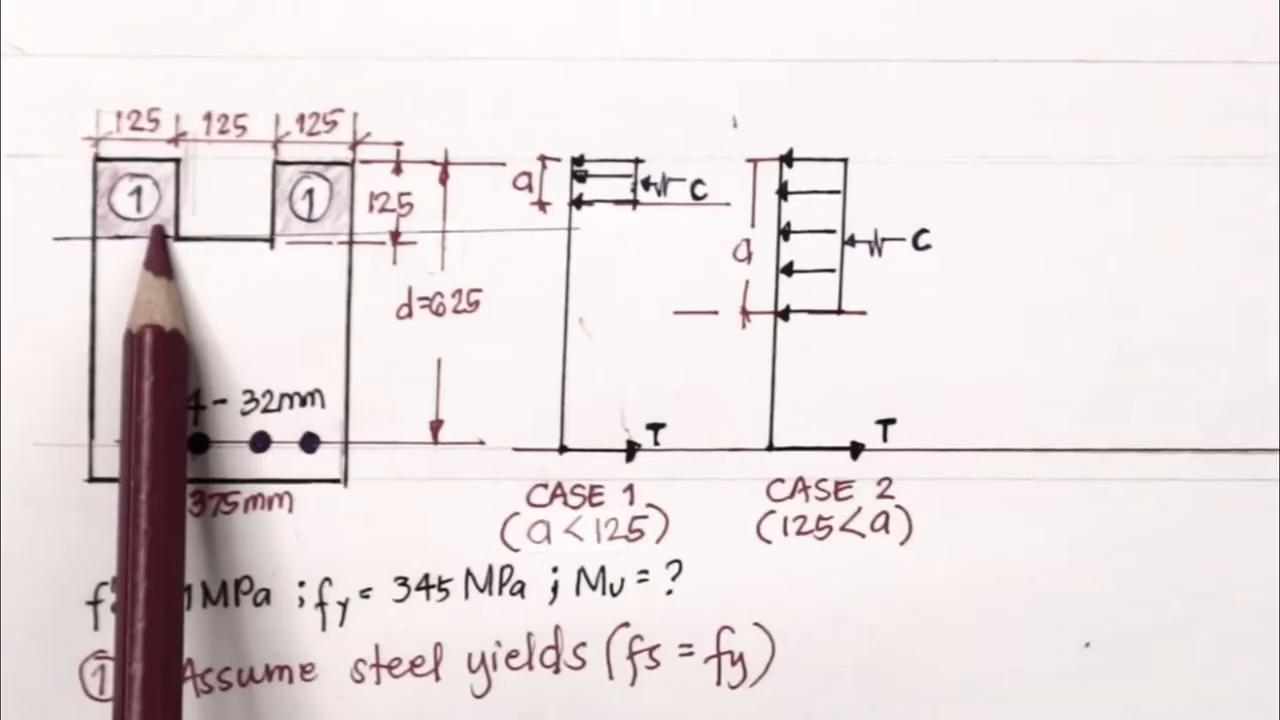 125 125 125
1 1
125
d=625
a C
a C
4 - 32mm
T
T
375mm
CASE 1
(a<125)
CASE 2
(125<a)
MPa ; fy = 345 MPa ; Mu = ?
1 Assume steel yields (fs = fy)